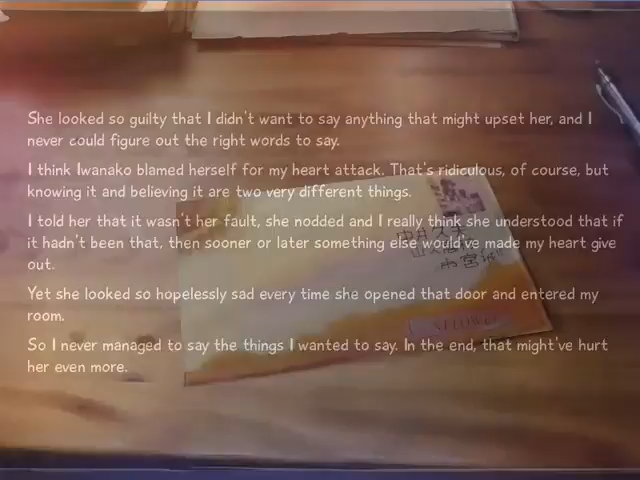 She looked so guilty that I didn't want to say anything that might upset her, and I
never could figure out the right words to say.
I think Iwanako blamed herself for my heart attack. That's ridiculous, of course, but
knowing it and believing it are two very different things.
I told her that it wasn't her fault, she nodded and I really think she understood that if
it hadn't been that, then sooner or later something else would've made my heart give
out.
Yet she looked so hopelessly sad every time she opened that door and entered my
room.
So I never managed to say the things I wanted to say. In the end, that might've hurt
her even more.